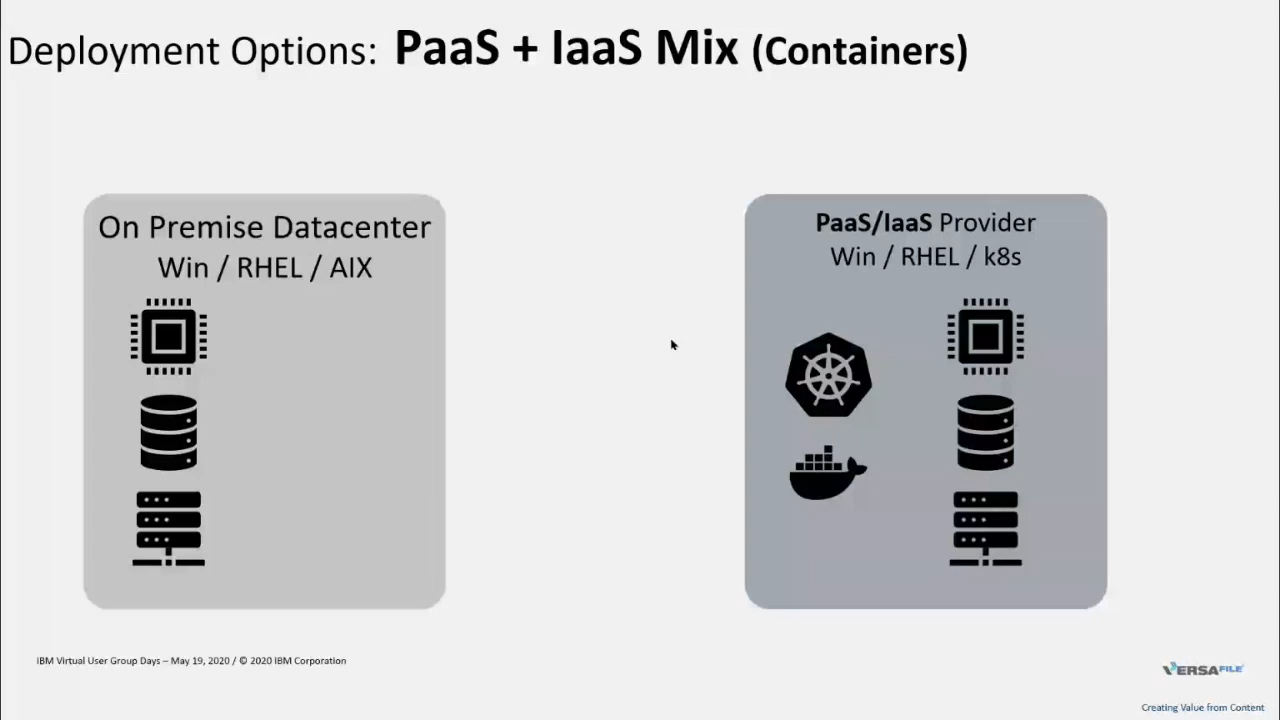 Deployment Options: PaaS + IaaS Mix (Containers)
On Premise Datacenter
Win / RHEL / AIX
PaaS/IaaS Provider
Win / RHEL / k8s
IBM Virtual User Group Days – May 19, 2020 / © 2020 IBM Corporation
VERSAFILE
Creating Value from Content